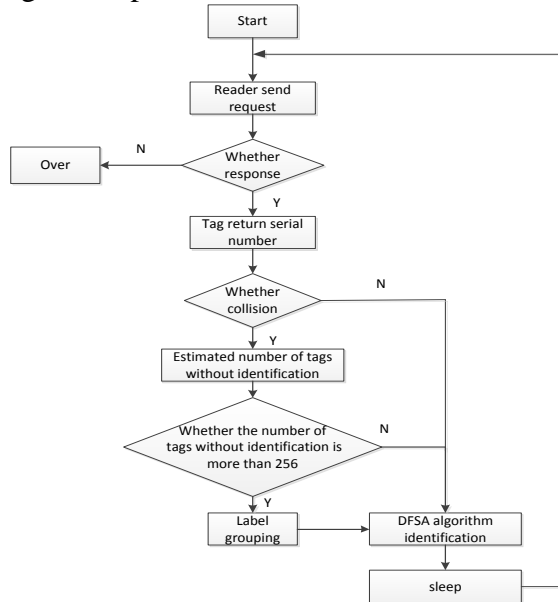 Start
Reader send
request
N
Whether
response
Over
Y
Tag return serial
number
Whether
collision
N
Y
Estimated number of tags
without identification
Whether the number of
tags without identification is
more than 256
N
Y
Label
grouping
DFSA algorithm
identification
sleep